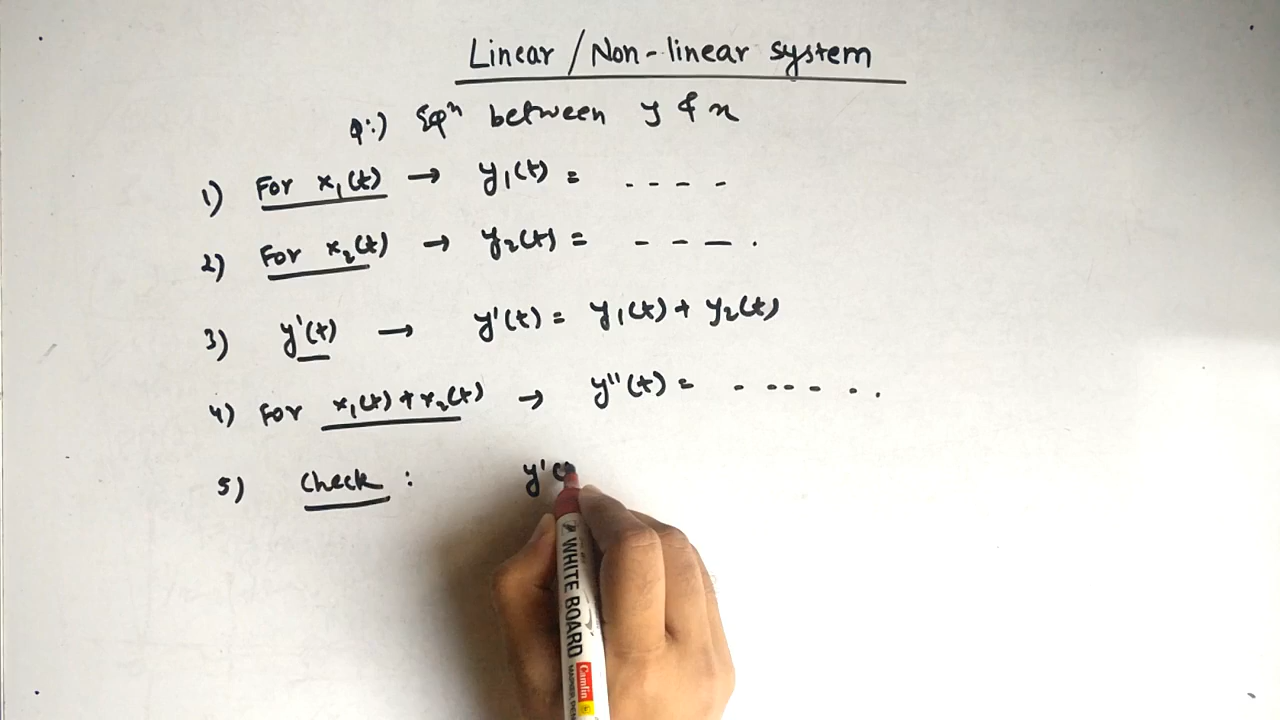 Linear / Non-linear system
Q:) Eqⁿ between y & x
1) For x₁(t) → y₁(t) = - - - -
2) For x₂(t) → y₂(t) = - - - .
3) y'(t) → y'(t) = y₁(t) + y₂(t)
4) For x₁(t) + x₂(t) → y''(t) = - - - - . .
5) Check : y'(
WHITE BOARD
Camlin